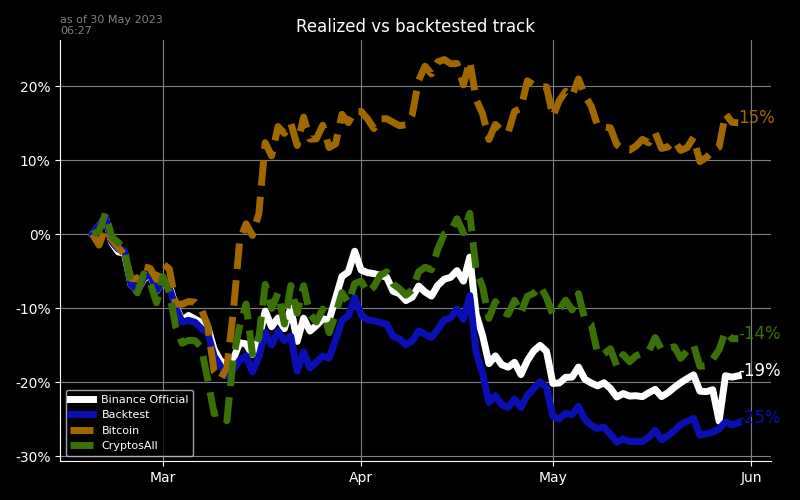 as of 30 May 2023
06:27
Realized vs backtested track
20%
10%
0%
-10%
-20%
-30%
15%
-14%
-19%
-25%
Binance Official
Backtest
Bitcoin
CryptosAll
Mar
Apr
May
Jun